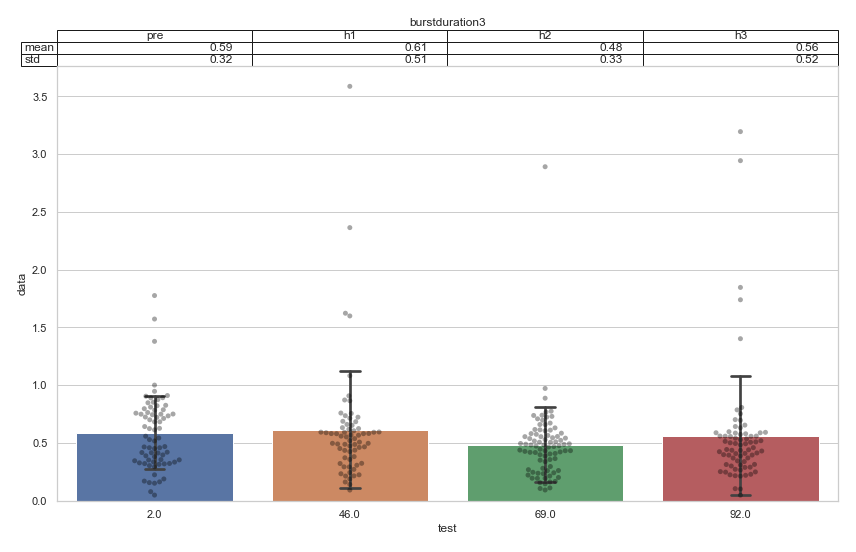 burstduration3
pre h1 h2 h3
mean 0.59 0.61 0.48 0.56
std 0.32 0.51 0.33 0.52
3.5
3.0
2.5
2.0
1.5
1.0
0.5
0.0
data
2.0 46.0 69.0 92.0
test